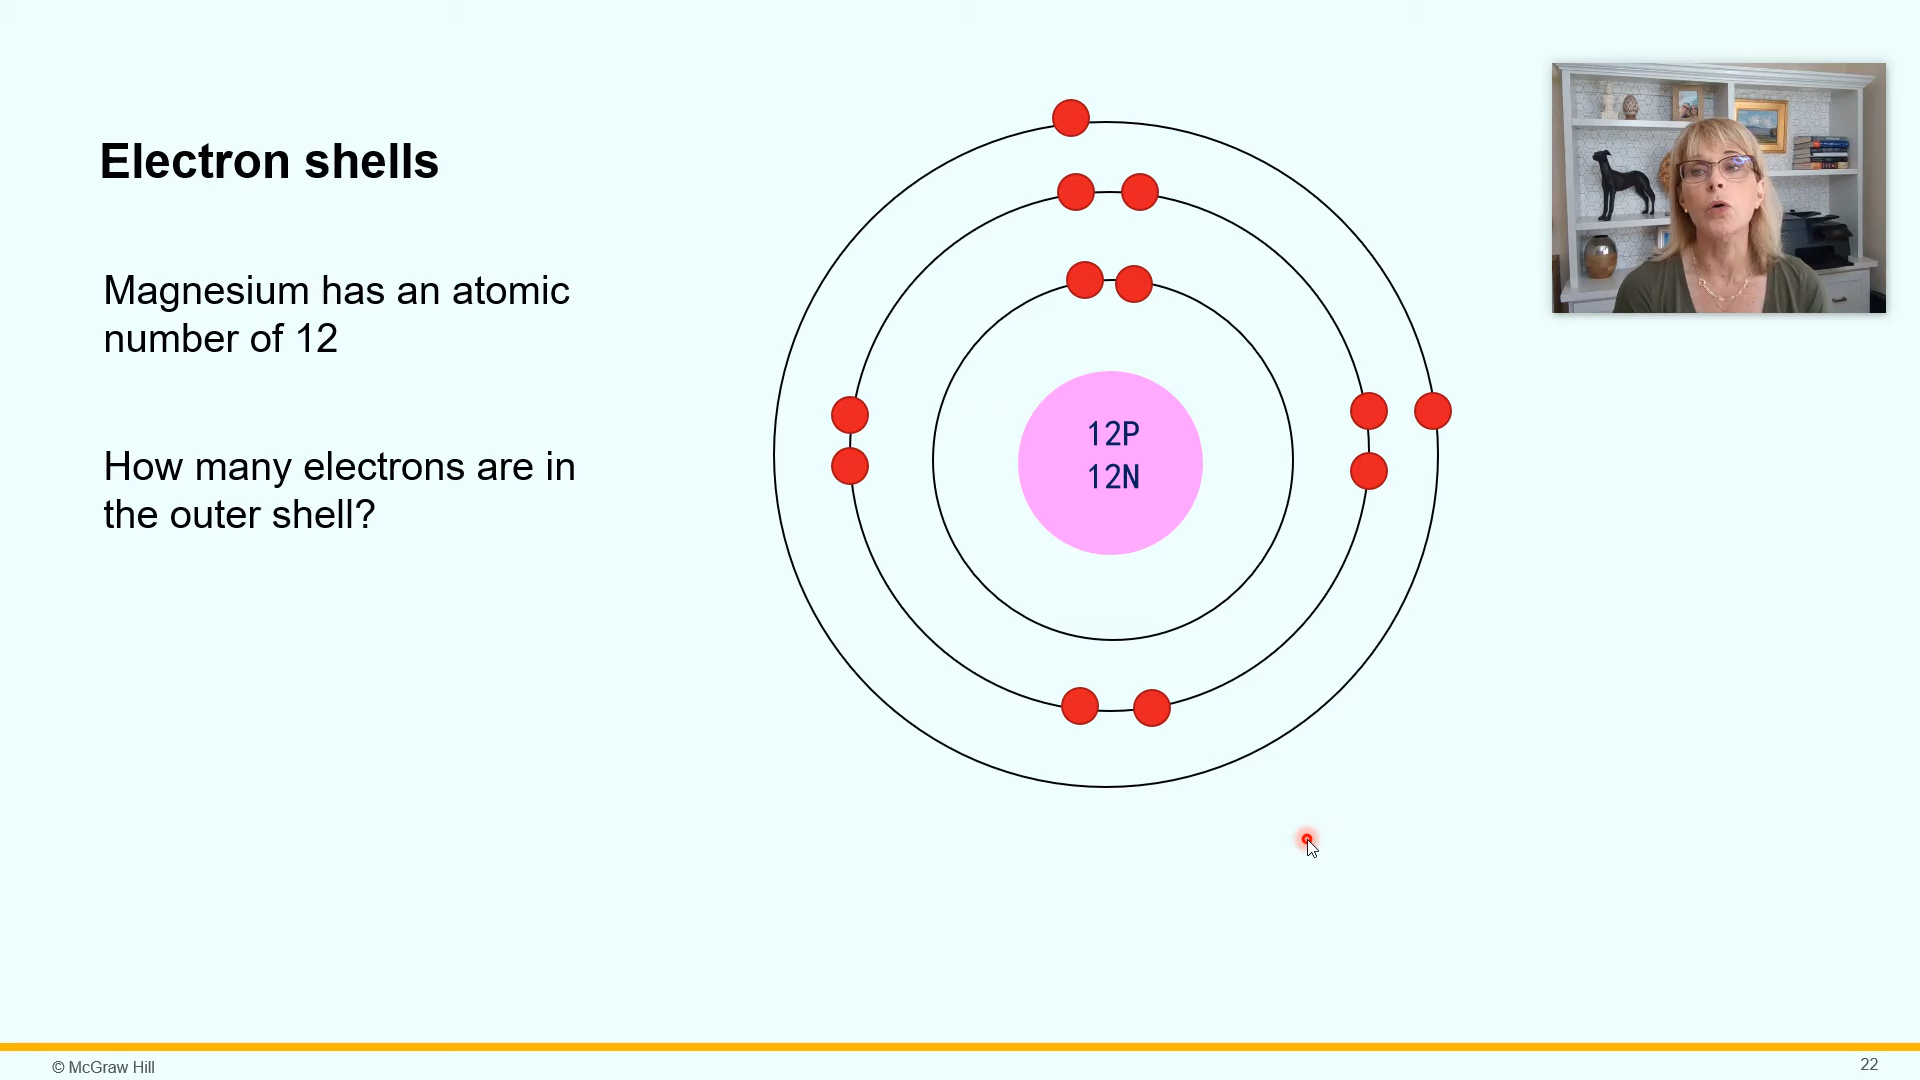 Electron shells
Magnesium has an atomic
number of 12
How many electrons are in
the outer shell?
12P
12N
© McGraw Hill
22